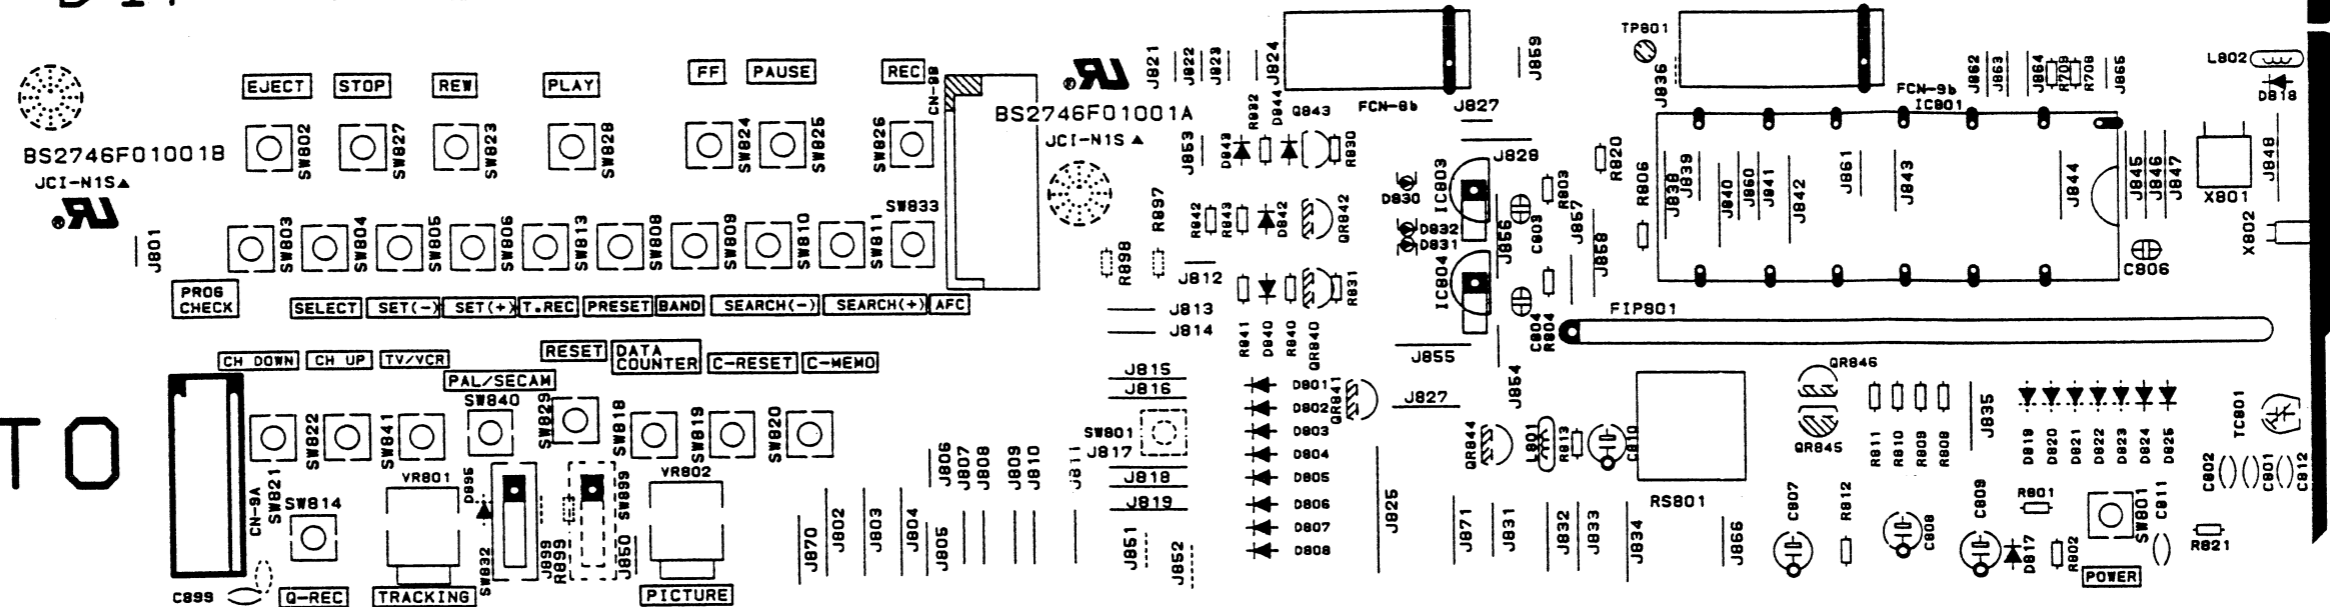 EJECT STOP REW PLAY FF PAUSE REC
SW802 SW827 SW823 SW828 SW824 SW825 SW826
CN-9B
BS2746F01001B
JCI-N1S▲
BS2746F01001A
JCI-N1S▲
J801
SW803 SW804 SW805 SW806 SW813 SW808 SW809 SW810 SW811 SW833
PROG CHECK
SELECT SET(-) SET(+) T.REC PRESET BAND SEARCH(-) SEARCH(+) AFC
CH DOWN CH UP TV/VCR PAL/SECAM RESET DATA COUNTER C-RESET C-MEMO
SW840
SW822 SW841 SW829 SW818 SW819 SW820
TO
CN-9A
SW821
SW814
VR801
D895
SW832
J899
R899
SW899
J850
VR802
C899
Q-REC TRACKING PICTURE
J870 J802 J803 J804 J805
J806 J807 J808 J809 J810 J811
J821 J822 J823 J824
R892 D844 Q843
FCN-8b
J827
J859
J853 D843 R830
J829
R897
R898
J812
J813
J814
R842 R843 D842 QR842
D830
D832
D831
IC803
IC804
J856
C803
R803
J857
J858
C804
R804
R841 D840 R840 QR840 R831
J855
J854
J815
J816
SW801
J817
J818
J819
J851
J852
D801
D802
D803
D804
D805
D806
D807
D808
QR841
J827
J825
QR844
L801
R813
C810
J871 J831 J832 J833 J834
RS801
J866
TP801
J836
FCN-9b
IC801
J862 J863 J864 R709 R708 J865
L802
D818
R820
R806
J838 J839 J840 J860 J841 J842 J861 J843 J844 J845 J846 J847
X801
J848
X802
C806
FIP801
QR846
QR845
R811 R810 R809 R808
J835
D819 D820 D821 D822 D823 D824 D825
TC801
C802 C801 C812
C807
R812
C808
C809
D817
R801
R802
SW801
C811
R821
POWER